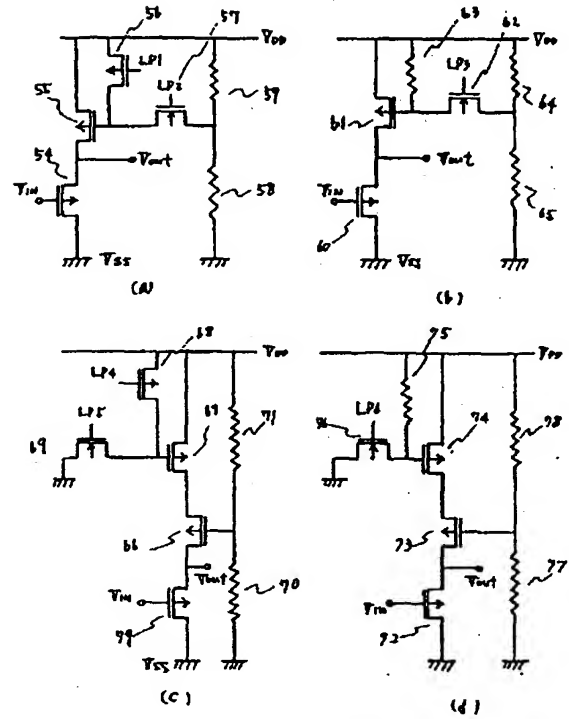 56
57
VDD
LP1
LP2
55
59
54
Vout
VIN
58
VSS
(a)
63
62
VDD
LP3
61
64
Vout
VIN
65
60
VSS
(b)
68
VDD
LP4
LP5
67
71
69
66
Vout
VIN
70
79
VSS
(c)
75
VDD
LP6
76
74
78
73
Vout
Vin
77
72
(d)